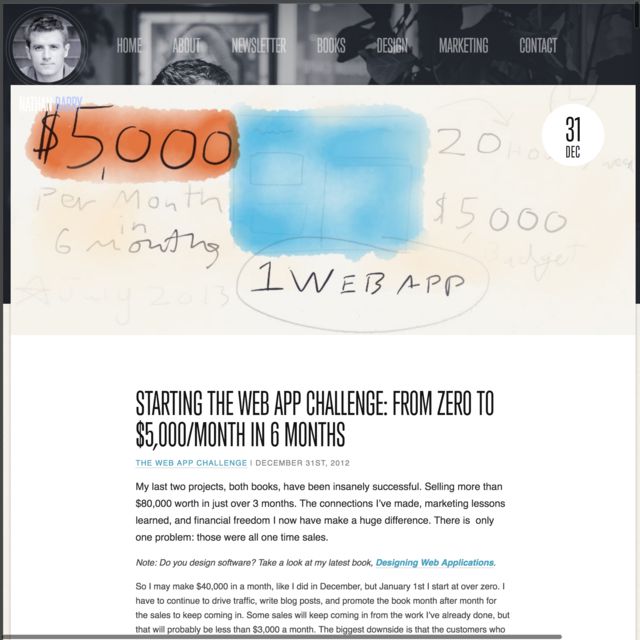 HOME ABOUT NEWSLETTER BOOKS DESIGN MARKETING CONTACT
NATHAN BARRY
$5,000
20 Hours/week
31
DEC
Per Month
in
6 months
$5,000
Budget
1 WEB APP
July 2013
STARTING THE WEB APP CHALLENGE: FROM ZERO TO
$5,000/MONTH IN 6 MONTHS
THE WEB APP CHALLENGE | DECEMBER 31ST, 2012
My last two projects, both books, have been insanely successful. Selling more than
$80,000 worth in just over 3 months. The connections I've made, marketing lessons
learned, and financial freedom I now have make a huge difference. There is only
one problem: those were all one time sales.
Note: Do you design software? Take a look at my latest book, Designing Web Applications.
So I may make $40,000 in a month, like I did in December, but January 1st I start at over zero. I
have to continue to drive traffic, write blog posts, and promote the book month after month for
the sales to keep coming in. Some sales will keep coming in from the work I've already done, but
that will probably be less than $3,000 a month. The biggest downside is that the customers who